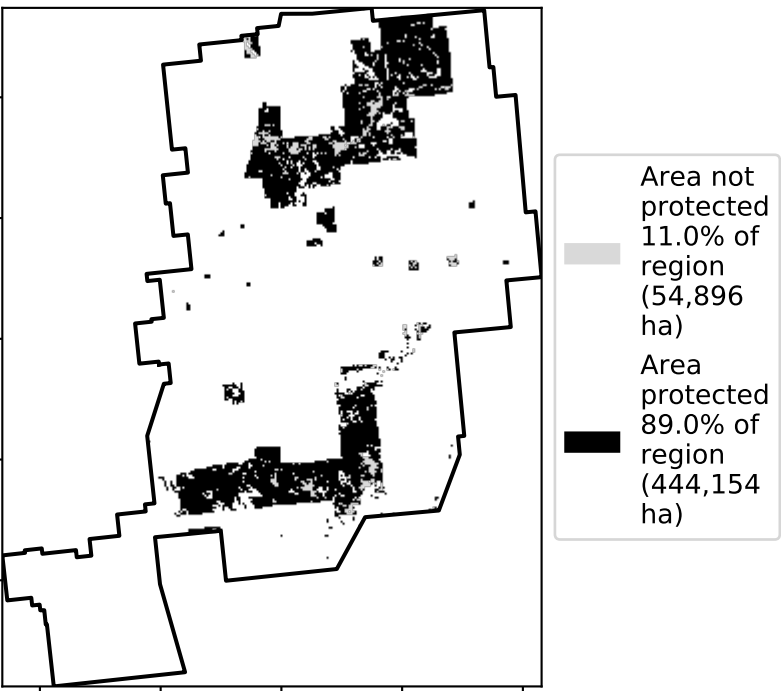 Area not
protected
11.0% of
region
(54,896
ha)
Area
protected
89.0% of
region
(444,154
ha)